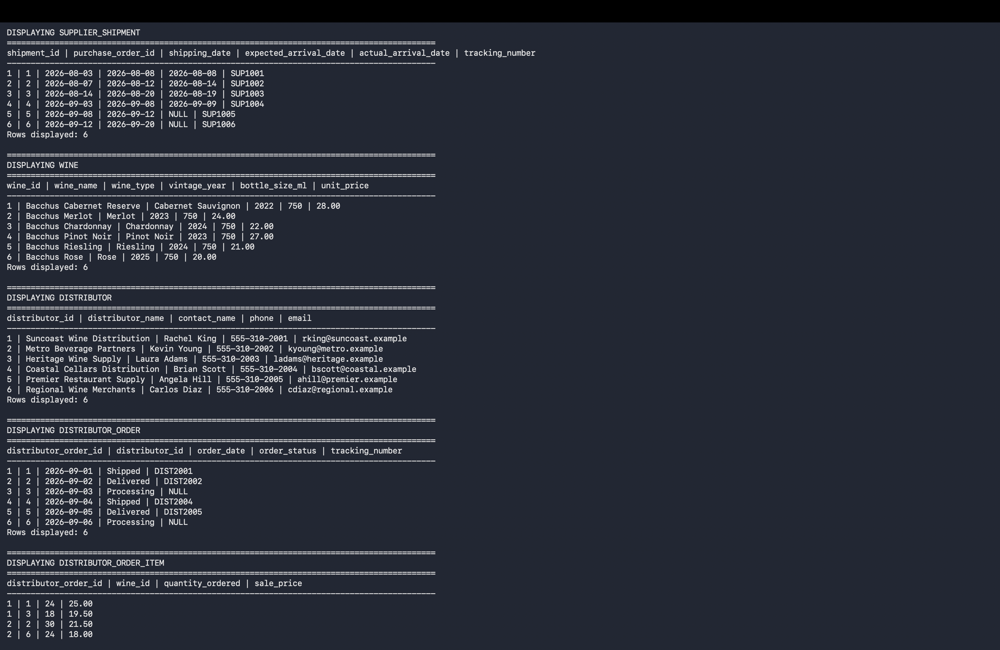 DISPLAYING SUPPLIER_SHIPMENT
==========================================================================================
shipment_id | purchase_order_id | shipping_date | expected_arrival_date | actual_arrival_date | tracking_number
------------------------------------------------------------------------------------------
1 | 1 | 2026-08-03 | 2026-08-08 | 2026-08-08 | SUP1001
2 | 2 | 2026-08-07 | 2026-08-12 | 2026-08-14 | SUP1002
3 | 3 | 2026-08-14 | 2026-08-20 | 2026-08-19 | SUP1003
4 | 4 | 2026-09-03 | 2026-09-08 | 2026-09-09 | SUP1004
5 | 5 | 2026-09-08 | 2026-09-12 | NULL | SUP1005
6 | 6 | 2026-09-12 | 2026-09-20 | NULL | SUP1006
Rows displayed: 6
==========================================================================================
DISPLAYING WINE
==========================================================================================
wine_id | wine_name | wine_type | vintage_year | bottle_size_ml | unit_price
------------------------------------------------------------------------------------------
1 | Bacchus Cabernet Reserve | Cabernet Sauvignon | 2022 | 750 | 28.00
2 | Bacchus Merlot | Merlot | 2023 | 750 | 24.00
3 | Bacchus Chardonnay | Chardonnay | 2024 | 750 | 22.00
4 | Bacchus Pinot Noir | Pinot Noir | 2023 | 750 | 27.00
5 | Bacchus Riesling | Riesling | 2024 | 750 | 21.00
6 | Bacchus Rose | Rose | 2025 | 750 | 20.00
Rows displayed: 6
==========================================================================================
DISPLAYING DISTRIBUTOR
==========================================================================================
distributor_id | distributor_name | contact_name | phone | email
------------------------------------------------------------------------------------------
1 | Suncoast Wine Distribution | Rachel King | 555-310-2001 | rking@suncoast.example
2 | Metro Beverage Partners | Kevin Young | 555-310-2002 | kyoung@metro.example
3 | Heritage Wine Supply | Laura Adams | 555-310-2003 | ladams@heritage.example
4 | Coastal Cellars Distribution | Brian Scott | 555-310-2004 | bscott@coastal.example
5 | Premier Restaurant Supply | Angela Hill | 555-310-2005 | ahill@premier.example
6 | Regional Wine Merchants | Carlos Diaz | 555-310-2006 | cdiaz@regional.example
Rows displayed: 6
==========================================================================================
DISPLAYING DISTRIBUTOR_ORDER
==========================================================================================
distributor_order_id | distributor_id | order_date | order_status | tracking_number
------------------------------------------------------------------------------------------
1 | 1 | 2026-09-01 | Shipped | DIST2001
2 | 2 | 2026-09-02 | Delivered | DIST2002
3 | 3 | 2026-09-03 | Processing | NULL
4 | 4 | 2026-09-04 | Shipped | DIST2004
5 | 5 | 2026-09-05 | Delivered | DIST2005
6 | 6 | 2026-09-06 | Processing | NULL
Rows displayed: 6
==========================================================================================
DISPLAYING DISTRIBUTOR_ORDER_ITEM
==========================================================================================
distributor_order_id | wine_id | quantity_ordered | sale_price
------------------------------------------------------------------------------------------
1 | 1 | 24 | 25.00
1 | 3 | 18 | 19.50
2 | 2 | 30 | 21.50
2 | 6 | 24 | 18.00